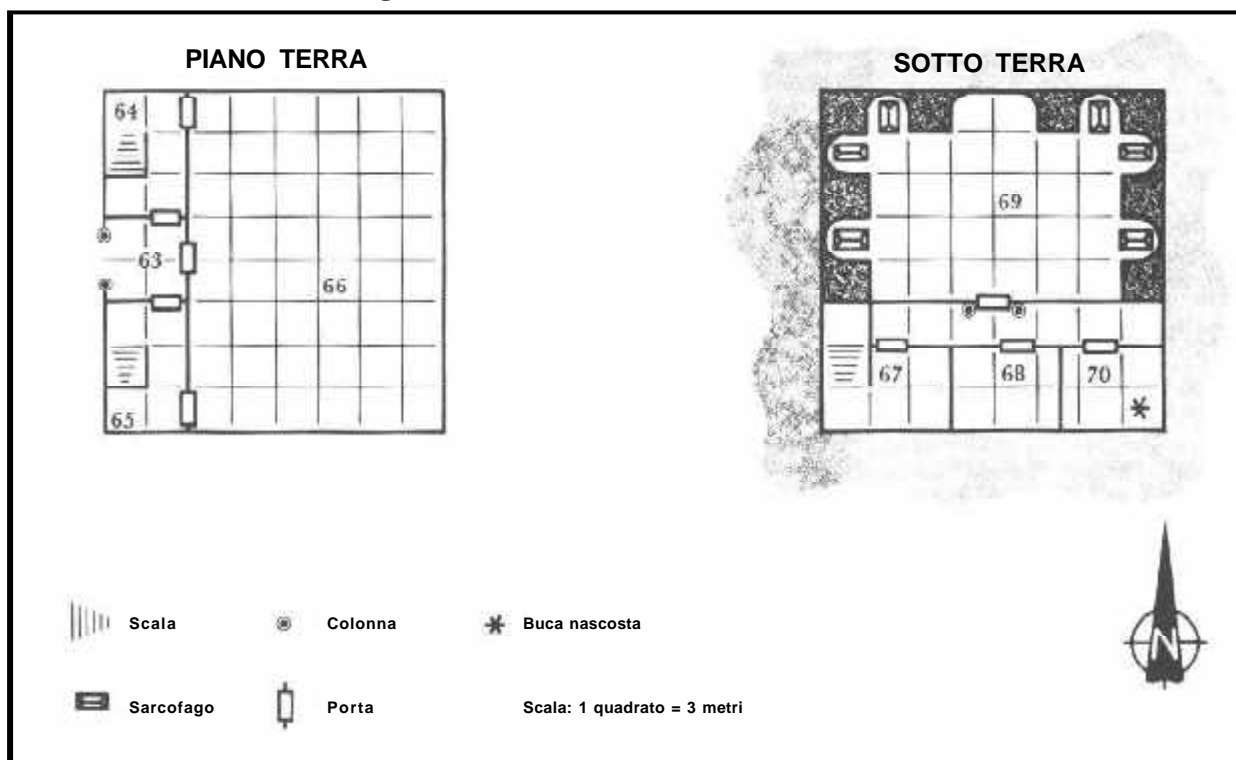 PIANO TERRA
64
63
66
65
SOTTO TERRA
69
67
68
70
Scala
Colonna
Buca nascosta
N
Sarcofago
Porta
Scala: 1 quadrato = 3 metri